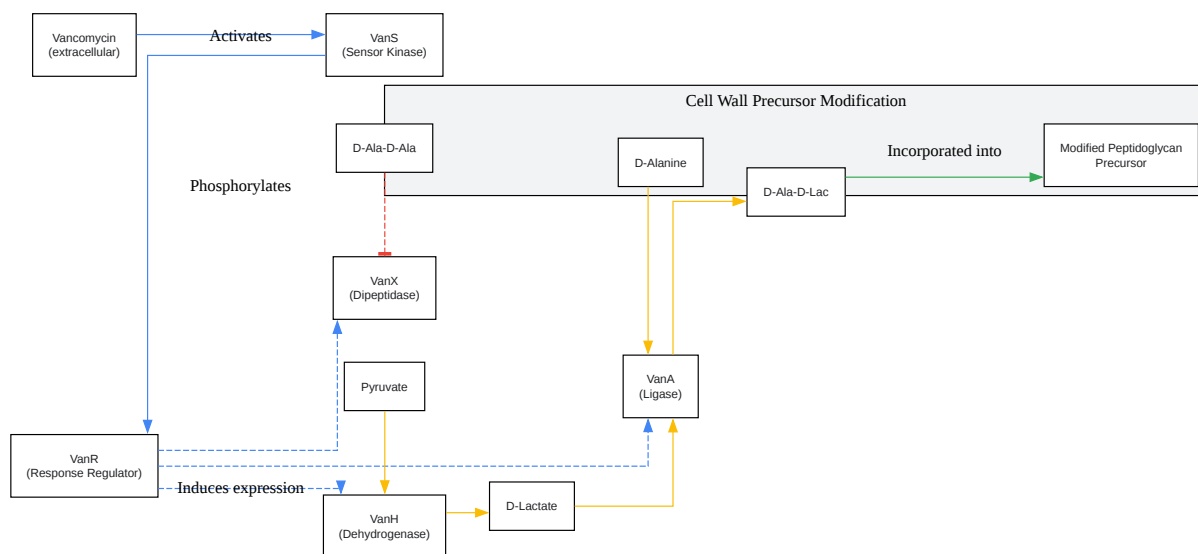 Vancomycin
(extracellular)
Activates
VanS
(Sensor Kinase)
Cell Wall Precursor Modification
D-Ala-D-Ala
D-Alanine
Incorporated into
Modified Peptidoglycan
Precursor
D-Ala-D-Lac
Phosphorylates
VanX
(Dipeptidase)
Pyruvate
VanA
(Ligase)
VanR
(Response Regulator)
Induces expression
VanH
(Dehydrogenase)
D-Lactate